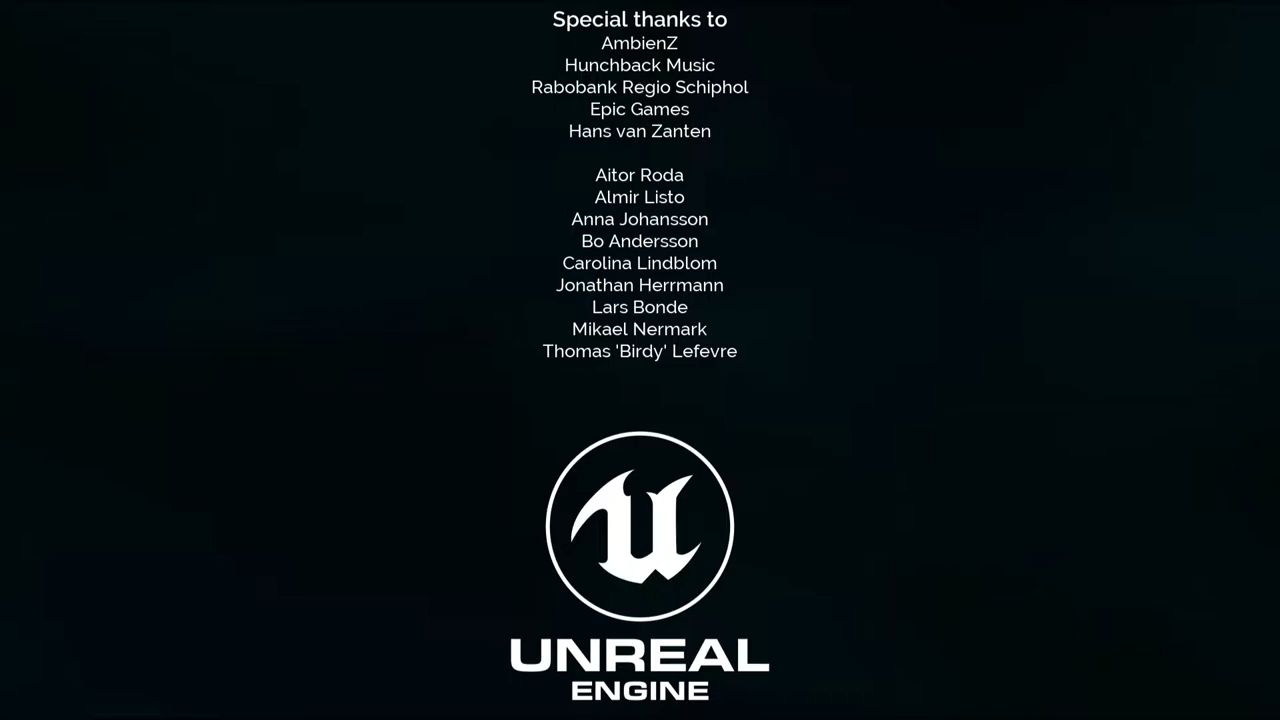 Special thanks to
AmbienZ
Hunchback Music
Rabobank Regio Schiphol
Epic Games
Hans van Zanten
Aitor Roda
Almir Listo
Anna Johansson
Bo Andersson
Carolina Lindblom
Jonathan Herrmann
Lars Bonde
Mikael Nermark
Thomas 'Birdy' Lefevre
UNREAL
ENGINE